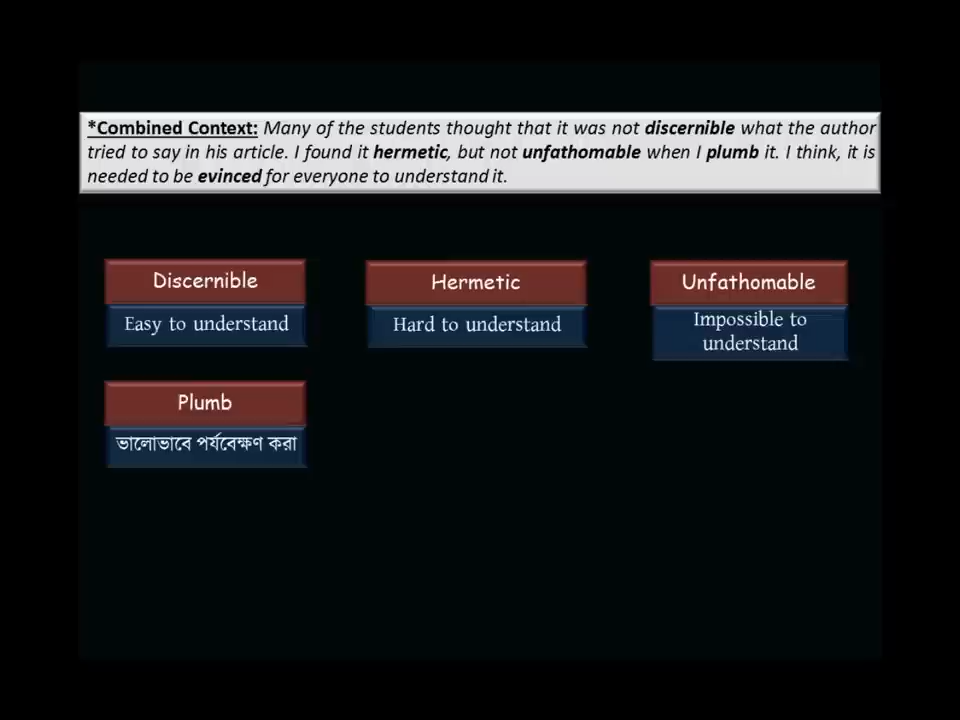 *Combined Context: Many of the students thought that it was not discernible what the author
tried to say in his article. I found it hermetic, but not unfathomable when I plumb it. I think, it is
needed to be evinced for everyone to understand it.
Discernible
Easy to understand
Hermetic
Hard to understand
Unfathomable
Impossible to
understand
Plumb
ভালোভাবে পর্যবেক্ষণ করা